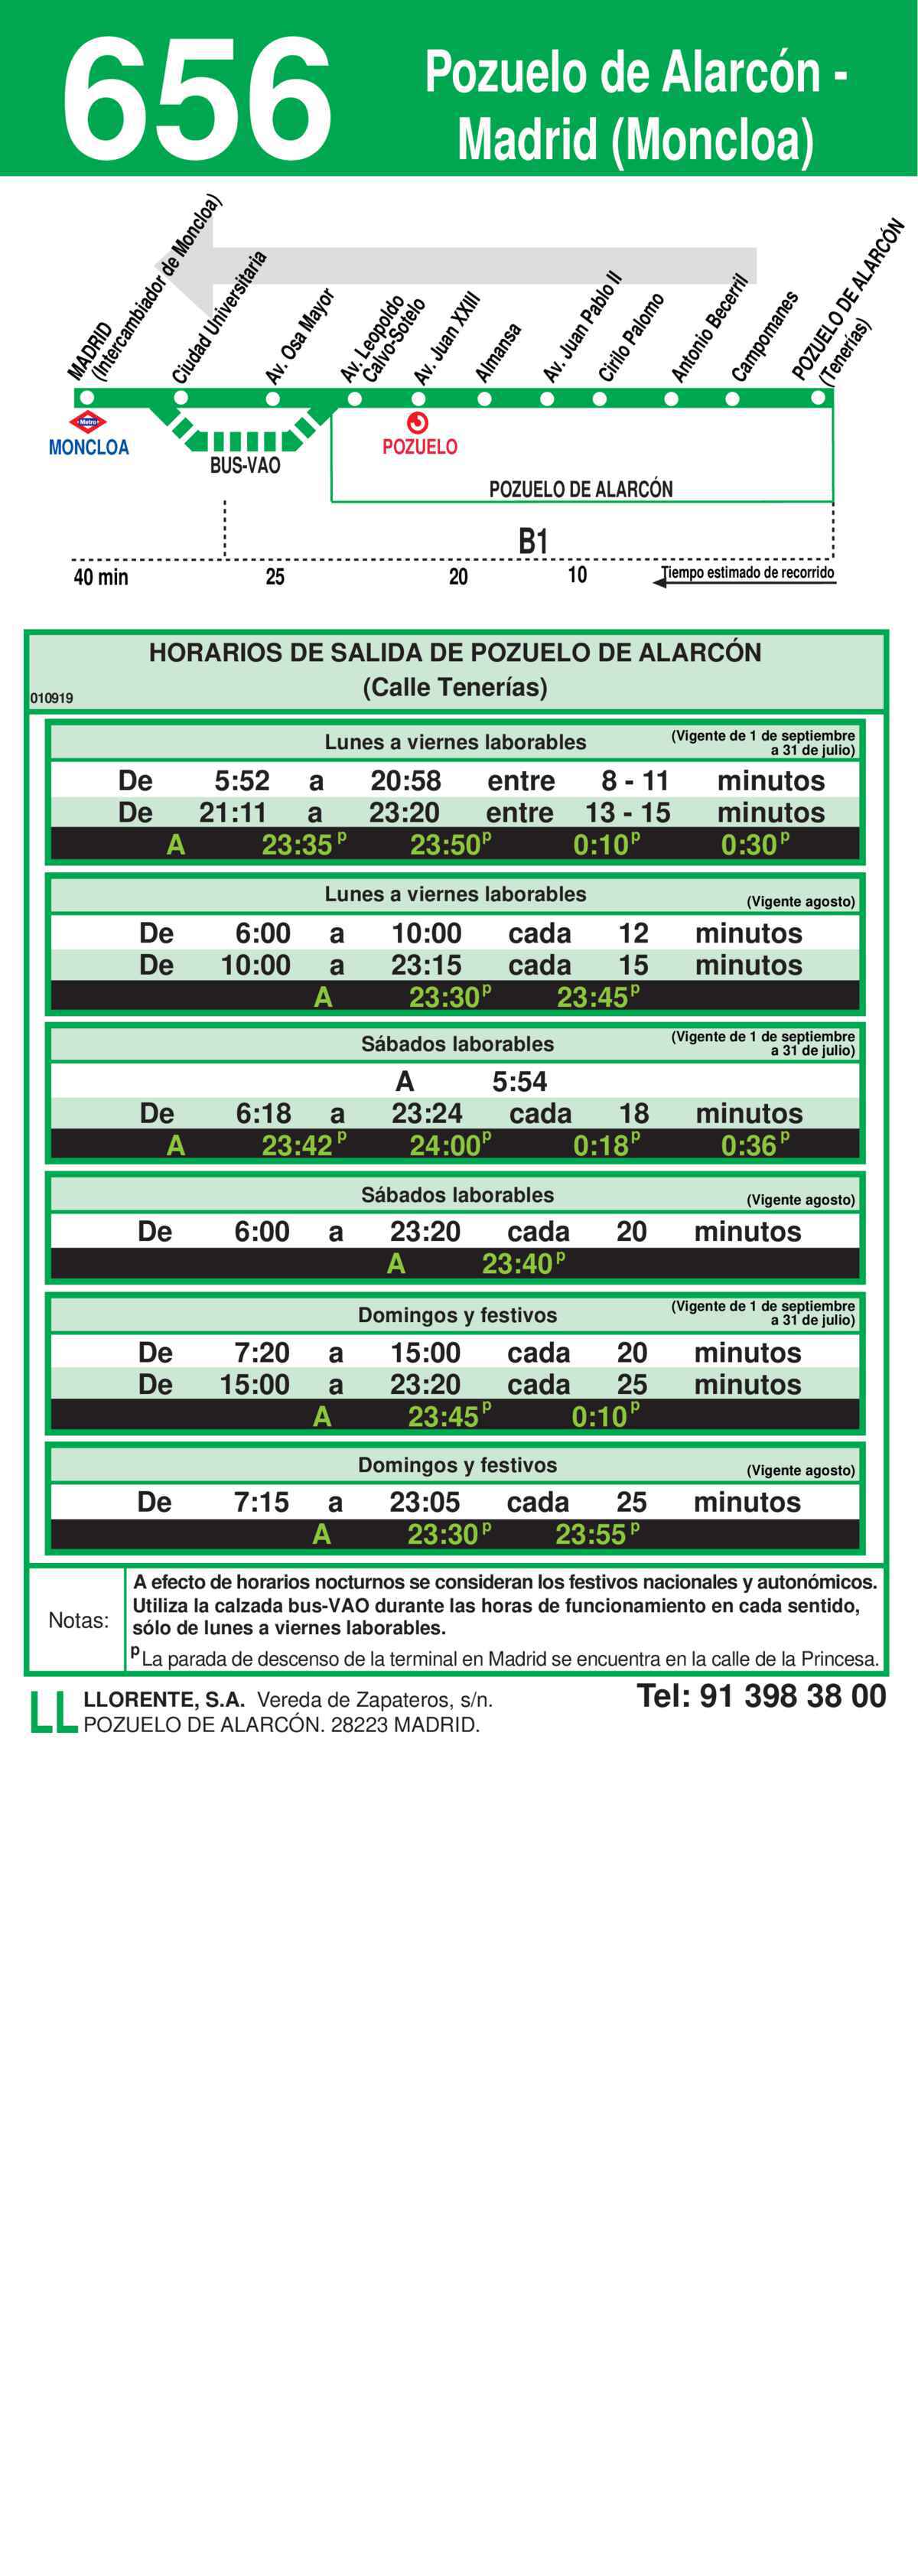 656
Pozuelo de Alarcón -
Madrid (Moncloa)
MADRID
(Intercambiador de Moncloa)
Ciudad Universitaria
Av. Osa Mayor
Av. Leopoldo
Calvo-Sotelo
Av. Juan XXIII
Almansa
Av. Juan Pablo II
Cirilo Palomo
Antonio Becerril
Campomanes
POZUELO DE ALARCÓN
(Tenerías)
Metro
MONCLOA
BUS-VAO
POZUELO
POZUELO DE ALARCÓN
B1
40 min 25 20 10 Tiempo estimado de recorrido
HORARIOS DE SALIDA DE POZUELO DE ALARCÓN
(Calle Tenerías)
010919
Lunes a viernes laborables (Vigente de 1 de septiembre
a 31 de julio)
De 5:52 a 20:58 entre 8 - 11 minutos
De 21:11 a 23:20 entre 13 - 15 minutos
A 23:35 p 23:50 p 0:10 p 0:30 p
Lunes a viernes laborables (Vigente agosto)
De 6:00 a 10:00 cada 12 minutos
De 10:00 a 23:15 cada 15 minutos
A 23:30 p 23:45 p
Sábados laborables (Vigente de 1 de septiembre
a 31 de julio)
A 5:54
De 6:18 a 23:24 cada 18 minutos
A 23:42 p 24:00 p 0:18 p 0:36 p
Sábados laborables (Vigente agosto)
De 6:00 a 23:20 cada 20 minutos
A 23:40 p
Domingos y festivos (Vigente de 1 de septiembre
a 31 de julio)
De 7:20 a 15:00 cada 20 minutos
De 15:00 a 23:20 cada 25 minutos
A 23:45 p 0:10 p
Domingos y festivos (Vigente agosto)
De 7:15 a 23:05 cada 25 minutos
A 23:30 p 23:55 p
Notas:
A efecto de horarios nocturnos se consideran los festivos nacionales y autonómicos.
Utiliza la calzada bus-VAO durante las horas de funcionamiento en cada sentido,
sólo de lunes a viernes laborables.
p La parada de descenso de la terminal en Madrid se encuentra en la calle de la Princesa.
LL
LLORENTE, S.A. Vereda de Zapateros, s/n.
POZUELO DE ALARCÓN. 28223 MADRID.
Tel: 91 398 38 00